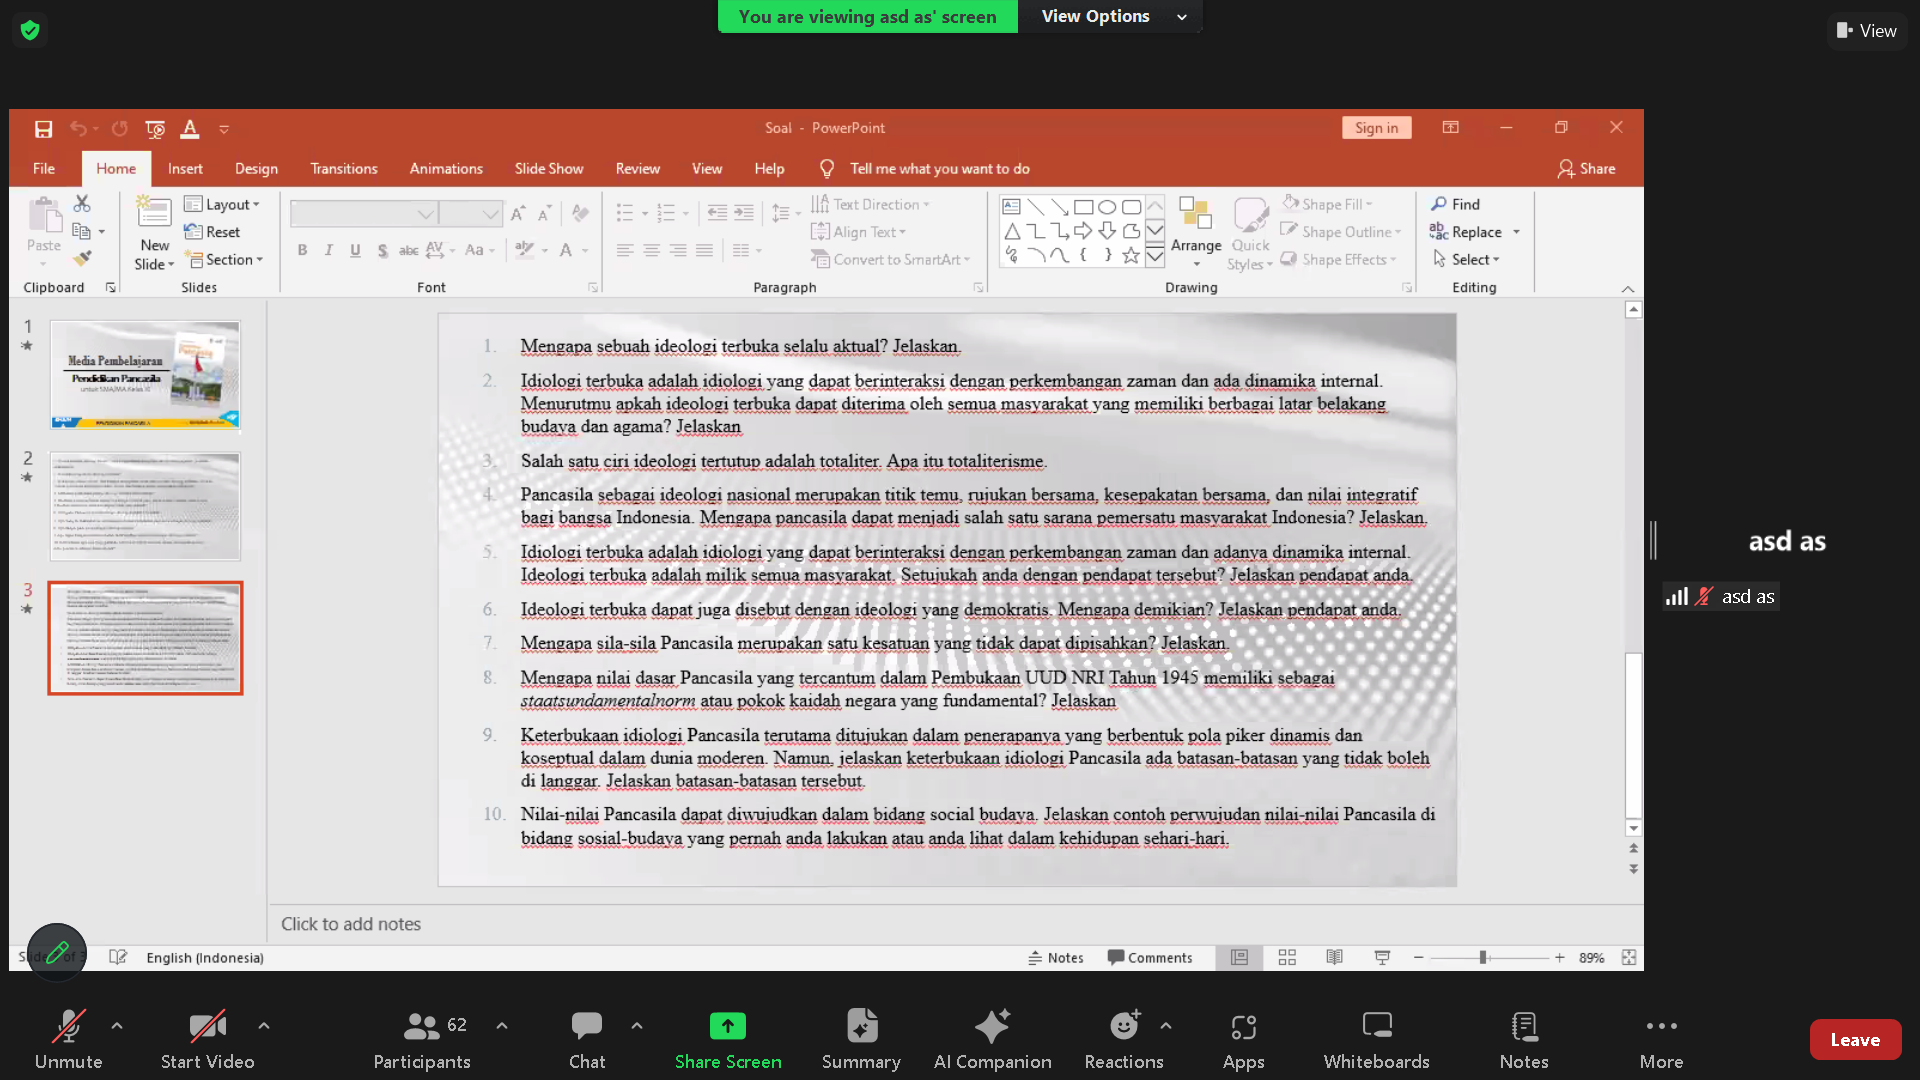 You are viewing asd as' screen
View Options
View
Soal - PowerPoint
Sign in
File
Home
Insert
Design
Transitions
Animations
Slide Show
Review
View
Help
Tell me what you want to do
Share
Paste
New
Slide
Layout
Reset
Section
Text Direction
Align Text
Convert to SmartArt
Arrange
Quick
Styles
Shape Fill
Shape Outline
Shape Effects
Find
Replace
Select
Clipboard
Slides
Font
Paragraph
Drawing
Editing
1
Media Pembelajaran
Pendidikan Pancasila
untuk SMA/MA Kelas XI
2
3
1. Mengapa sebuah ideologi terbuka selalu aktual? Jelaskan.
2. Idiologi terbuka adalah idiologi yang dapat berinteraksi dengan perkembangan zaman dan ada dinamika internal.
Menurutmu apkah ideologi terbuka dapat diterima oleh semua masyarakat yang memiliki berbagai latar belakang
budaya dan agama? Jelaskan
3. Salah satu ciri ideologi tertutup adalah totaliter. Apa itu totaliterisme.
4. Pancasila sebagai ideologi nasional merupakan titik temu, rujukan bersama, kesepakatan bersama, dan nilai integratif
bagi bangsa Indonesia. Mengapa pancasila dapat menjadi salah satu sarana pemersatu masyarakat Indonesia? Jelaskan.
5. Idiologi terbuka adalah idiologi yang dapat berinteraksi dengan perkembangan zaman dan adanya dinamika internal.
Ideologi terbuka adalah milik semua masyarakat. Setujukah anda dengan pendapat tersebut? Jelaskan pendapat anda.
6. Ideologi terbuka dapat juga disebut dengan ideologi yang demokratis. Mengapa demikian? Jelaskan pendapat anda.
7. Mengapa sila-sila Pancasila merupakan satu kesatuan yang tidak dapat dipisahkan? Jelaskan.
8. Mengapa nilai dasar Pancasila yang tercantum dalam Pembukaan UUD NRI Tahun 1945 memiliki sebagai
staatsundamentalnorm atau pokok kaidah negara yang fundamental? Jelaskan
9. Keterbukaan idiologi Pancasila terutama ditujukan dalam penerapanya yang berbentuk pola piker dinamis dan
koseptual dalam dunia moderen. Namun, jelaskan keterbukaan idiologi Pancasila ada batasan-batasan yang tidak boleh
di langgar. Jelaskan batasan-batasan tersebut.
10. Nilai-nilai Pancasila dapat diwujudkan dalam bidang social budaya. Jelaskan contoh perwujudan nilai-nilai Pancasila di
bidang sosial-budaya yang pernah anda lakukan atau anda lihat dalam kehidupan sehari-hari.
asd as
asd as
Click to add notes
English (Indonesia)
Notes
Comments
89%
Unmute
Start Video
62
Participants
Chat
Share Screen
Summary
AI Companion
Reactions
Apps
Whiteboards
Notes
More
Leave